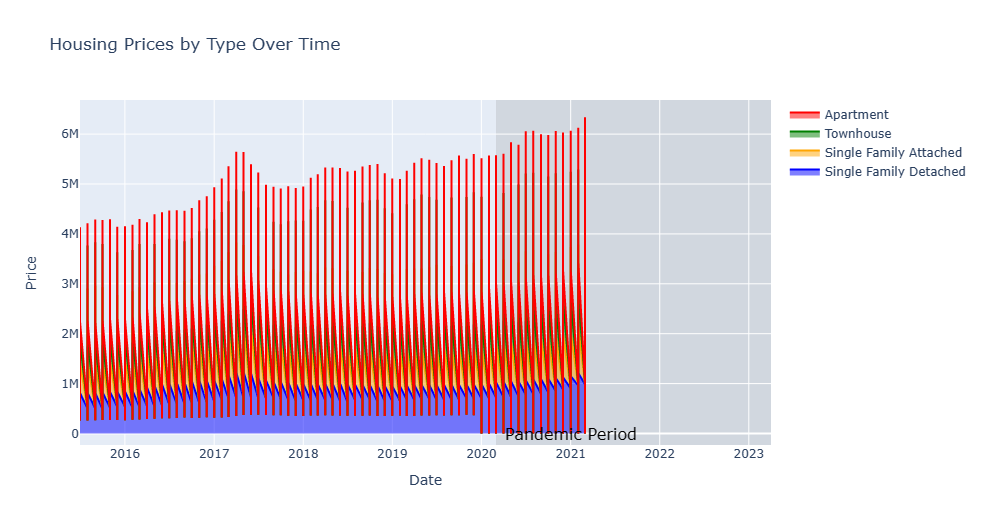 Housing Prices by Type Over Time
Apartment
Townhouse
Single Family Attached
Single Family Detached
6M
5M
4M
3M
2M
1M
0
Price
Pandemic Period
2016 2017 2018 2019 2020 2021 2022 2023
Date